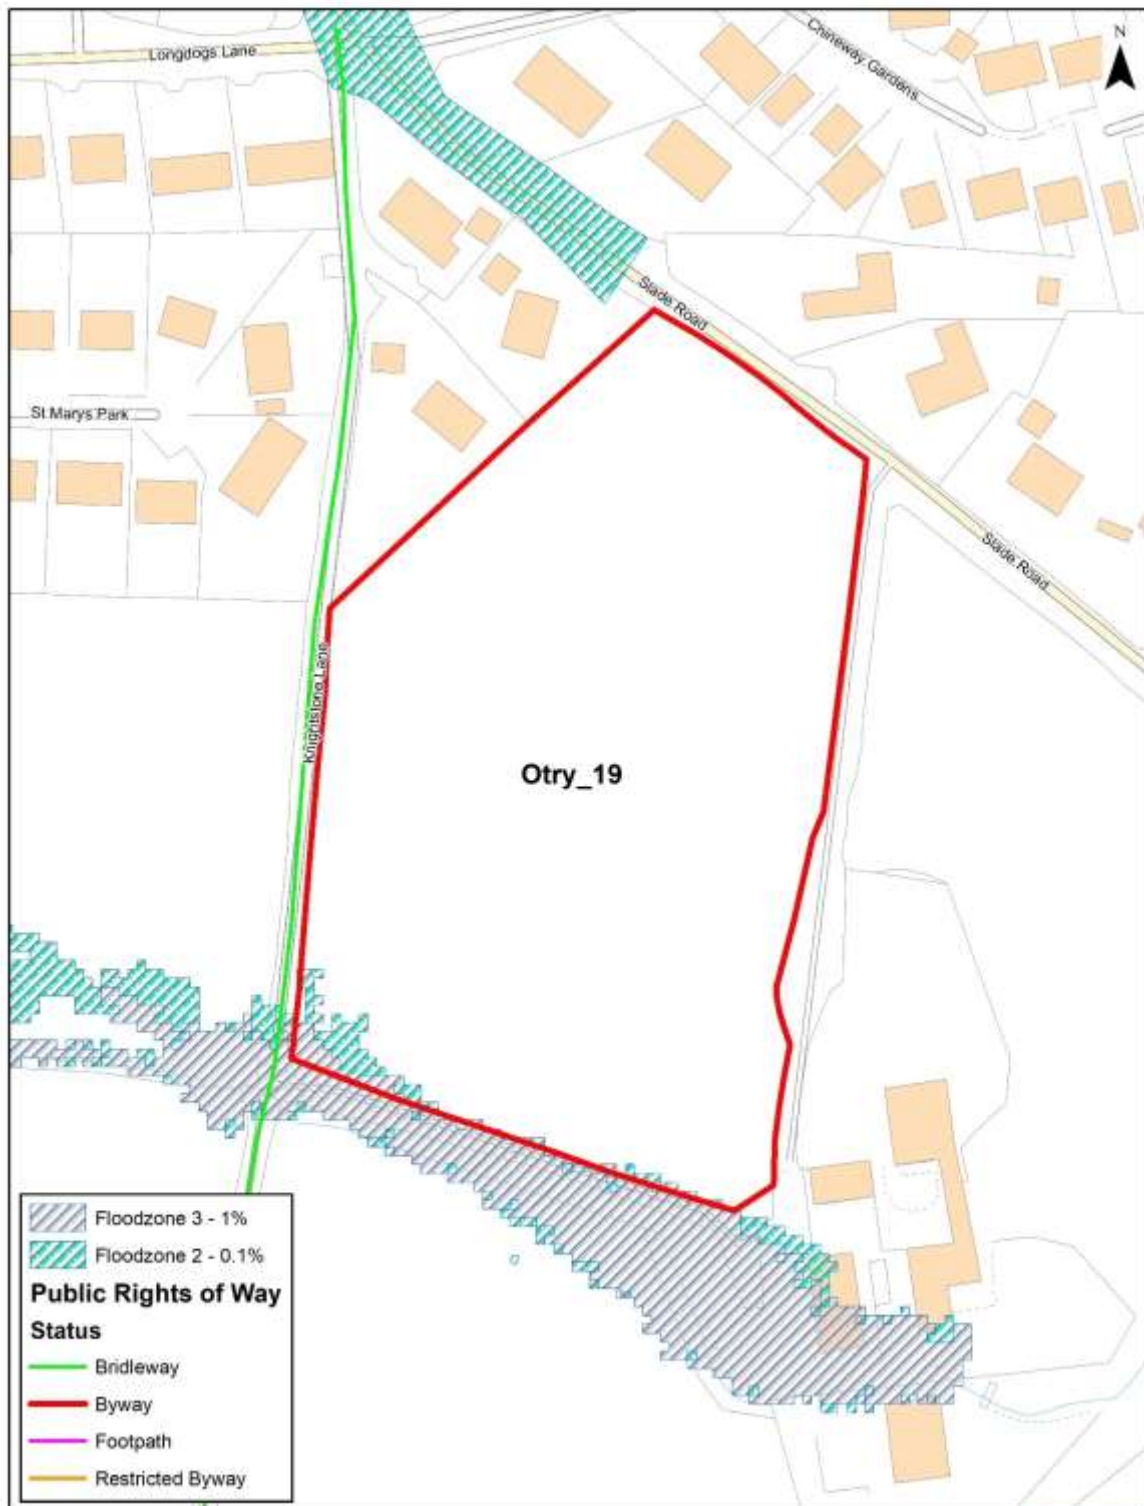 Longdogs Lane
Chineway Gardens
N
Slade Road
St Marys Park
Slade Road
Knightstone Lane
Otry_19
Floodzone 3 - 1%
Floodzone 2 - 0.1%
Public Rights of Way
Status
Bridleway
Byway
Footpath
Restricted Byway